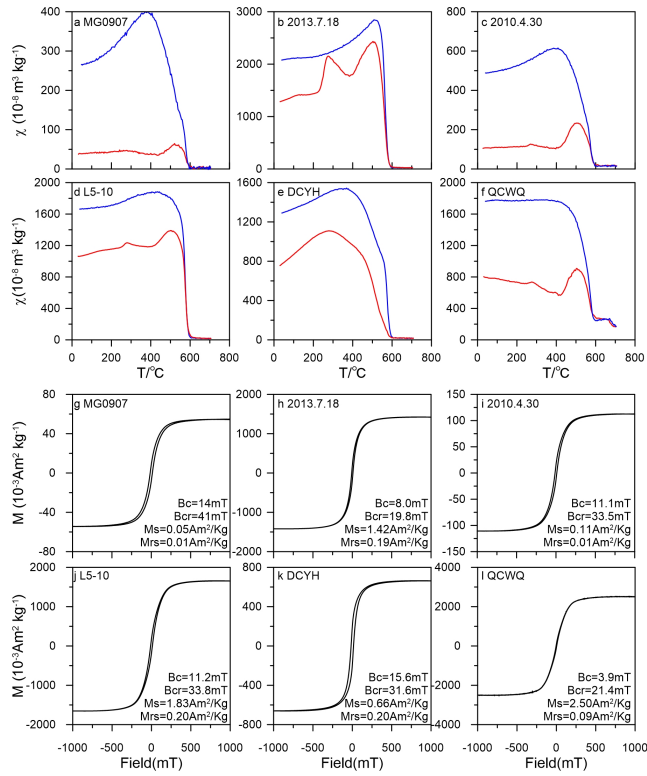 a MG0907
b 2013.7.18
c 2010.4.30
χ (10⁻⁸ m³ kg⁻¹)
400
300
200
100
0
3000
2000
1000
0
800
600
400
200
0
d L5-10
e DCYH
f QCWQ
χ(10⁻⁸ m³ kg⁻¹)
2000
1600
1200
800
400
0
1600
1200
800
400
0
2000
1600
1200
800
400
0
0 200 400 600 800
0 200 400 600 800
0 200 400 600 800
T/°C
T/°C
T/°C
g MG0907
h 2013.7.18
i 2010.4.30
M (10⁻³Am² kg⁻¹)
80
40
0
-40
-80
2000
1200
400
-400
-1200
-2000
150
100
50
0
-50
-100
-150
Bc=14mT
Bcr=41mT
Ms=0.05Am²/Kg
Mrs=0.01Am²/Kg
Bc=8.0mT
Bcr=19.8mT
Ms=1.42Am²/Kg
Mrs=0.19Am²/Kg
Bc=11.1mT
Bcr=33.5mT
Ms=0.11Am²/Kg
Mrs=0.01Am²/Kg
j L5-10
k DCYH
l QCWQ
M (10⁻³Am² kg⁻¹)
2000
1000
0
-1000
-2000
800
400
0
-400
-800
4000
2000
0
-2000
-4000
Bc=11.2mT
Bcr=33.8mT
Ms=1.83Am²/Kg
Mrs=0.20Am²/Kg
Bc=15.6mT
Bcr=31.6mT
Ms=0.66Am²/Kg
Mrs=0.20Am²/Kg
Bc=3.9mT
Bcr=21.4mT
Ms=2.50Am²/Kg
Mrs=0.09Am²/Kg
-1000 -500 0 500 1000
-1000 -500 0 500 1000
-1000 -500 0 500 1000
Field(mT)
Field(mT)
Field(mT)